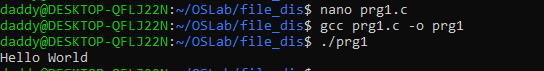 daddy@DESKTOP-QFLJ22N:~/OSLab/file_dis$ nano prg1.c
daddy@DESKTOP-QFLJ22N:~/OSLab/file_dis$ gcc prg1.c -o prg1
daddy@DESKTOP-QFLJ22N:~/OSLab/file_dis$ ./prg1
Hello World